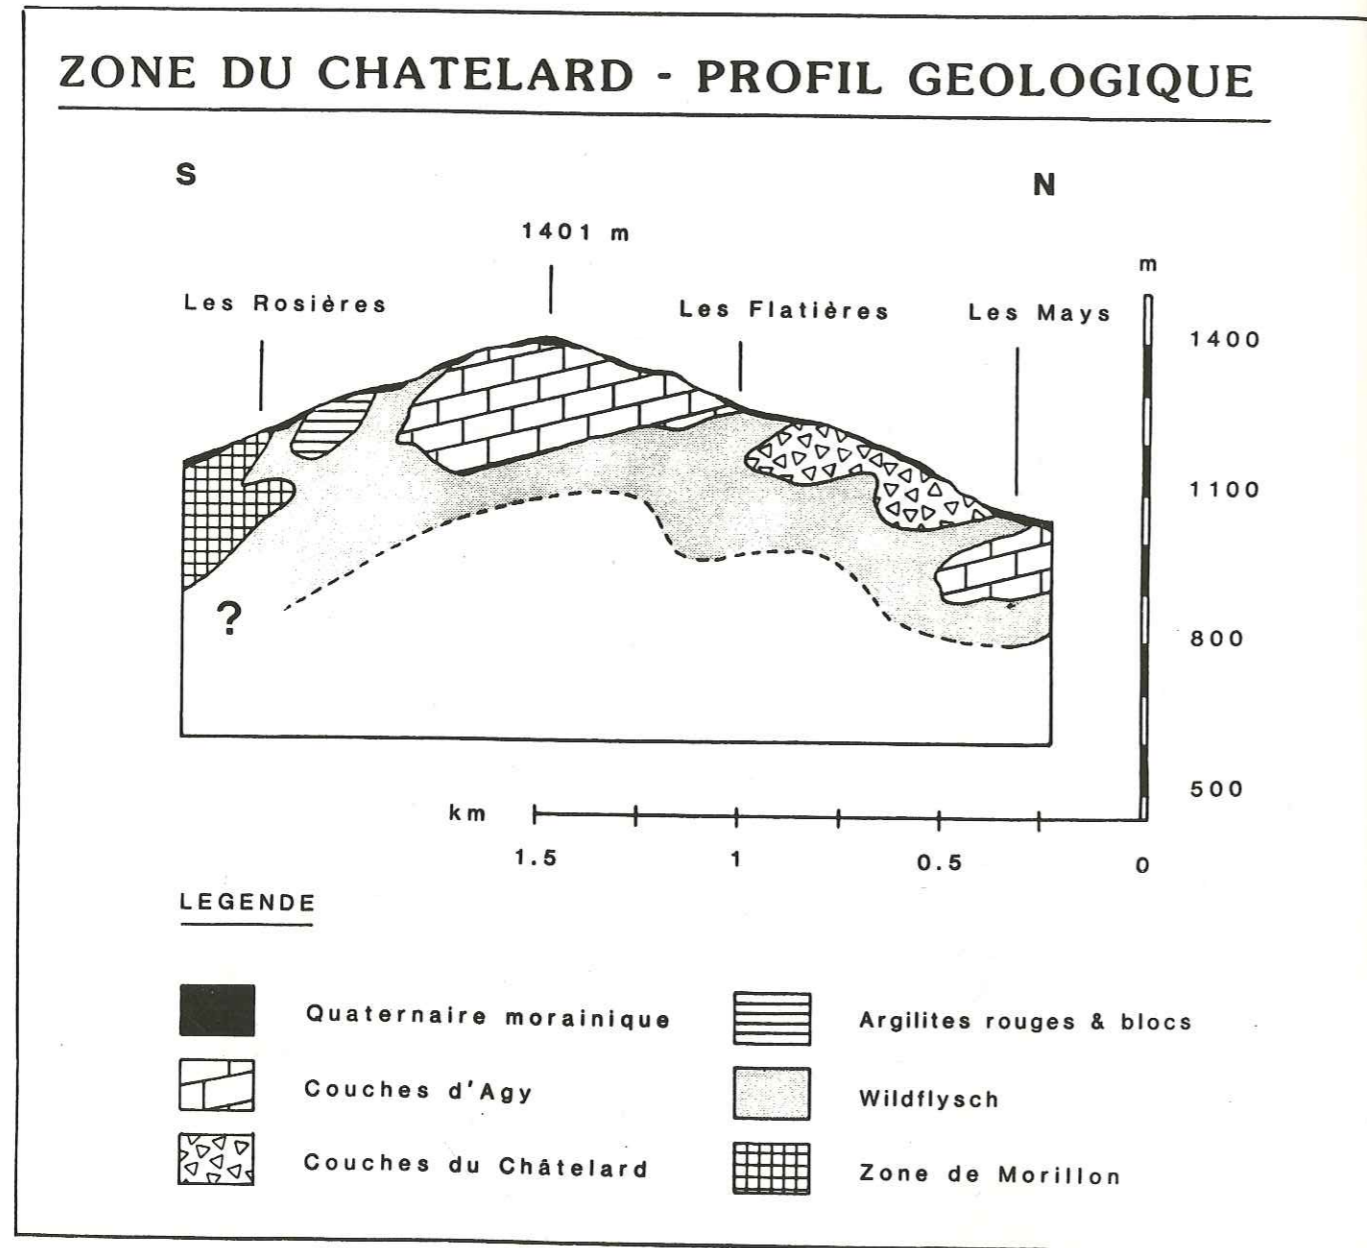 ZONE DU CHATELARD - PROFIL GEOLOGIQUE
S
N
1401 m
m
Les Rosières
Les Flatières
Les Mays
1400
1100
?
800
500
km
1.5
1
0.5
0
LEGENDE
Quaternaire morainique
Argilites rouges & blocs
Couches d'Agy
Wildflysch
Couches du Châtelard
Zone de Morillon